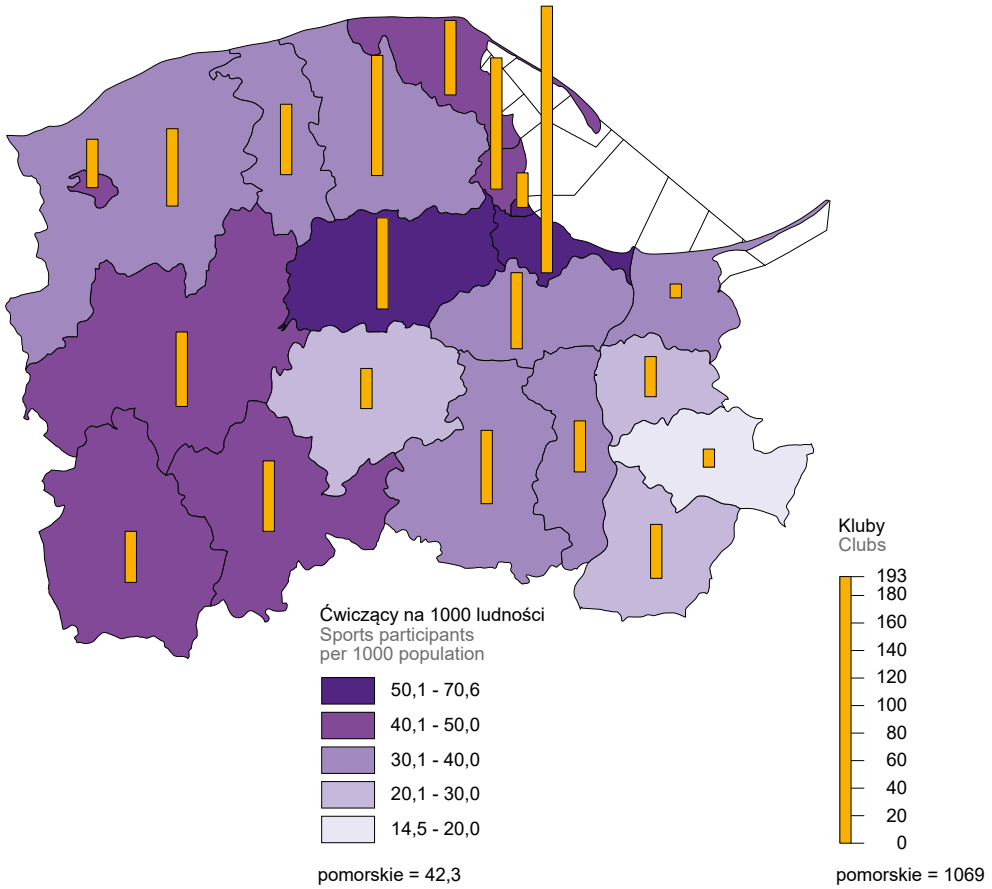 Ćwiczący na 1000 ludności
Sports participants
per 1000 population
50,1 - 70,6
40,1 - 50,0
30,1 - 40,0
20,1 - 30,0
14,5 - 20,0
pomorskie = 42,3
Kluby
Clubs
193
180
160
140
120
100
80
60
40
20
0
pomorskie = 1069